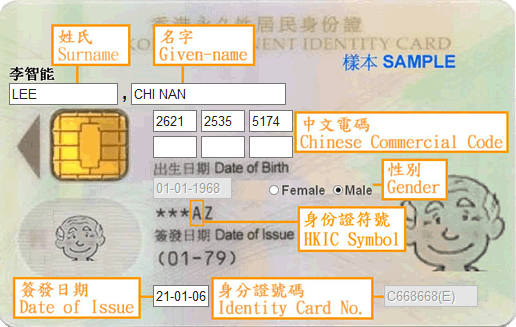 香港永久性居民身份證
姓氏
Surname
名字
Given-name
NENT IDENTITY CARD
樣本 SAMPLE
李智能
LEE , CHI NAN
2621 2535 5174
中文電碼
Chinese Commercial Code
出生日期 Date of Birth
性別
Gender
01-01-1968
Female Male
***AZ
身份證符號
HKIC Symbol
簽發日期 Date of Issue
(01-79)
簽發日期
Date of Issue
21-01-06
身分證號碼
Identity Card No.
C668668(E)